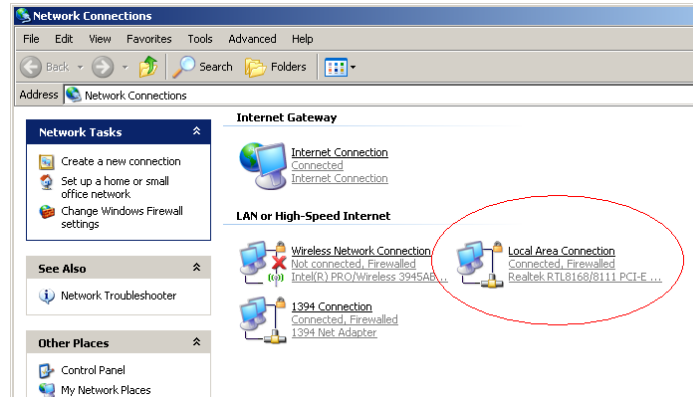 Network Connections
File Edit View Favorites Tools Advanced Help
Back Search Folders
Address Network Connections
Network Tasks
Create a new connection
Set up a home or small
office network
Change Windows Firewall
settings
See Also
Network Troubleshooter
Other Places
Control Panel
My Network Places
Internet Gateway
Internet Connection
Connected
Internet Connection
LAN or High-Speed Internet
Wireless Network Connection
Not connected, Firewalled
Intel(R) PRO/Wireless 3945AB...
Local Area Connection
Connected, Firewalled
Realtek RTL8168/8111 PCI-E ...
1394 Connection
Connected, Firewalled
1394 Net Adapter